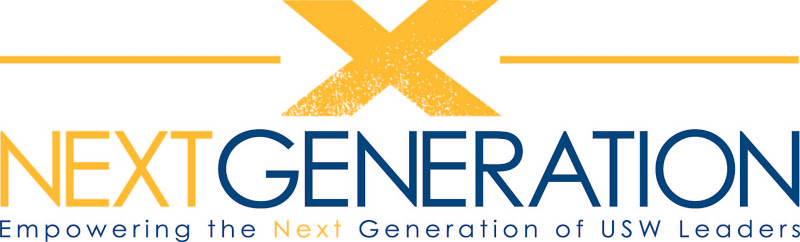 X
NEXTGENERATION
Empowering the Next Generation of USW Leaders